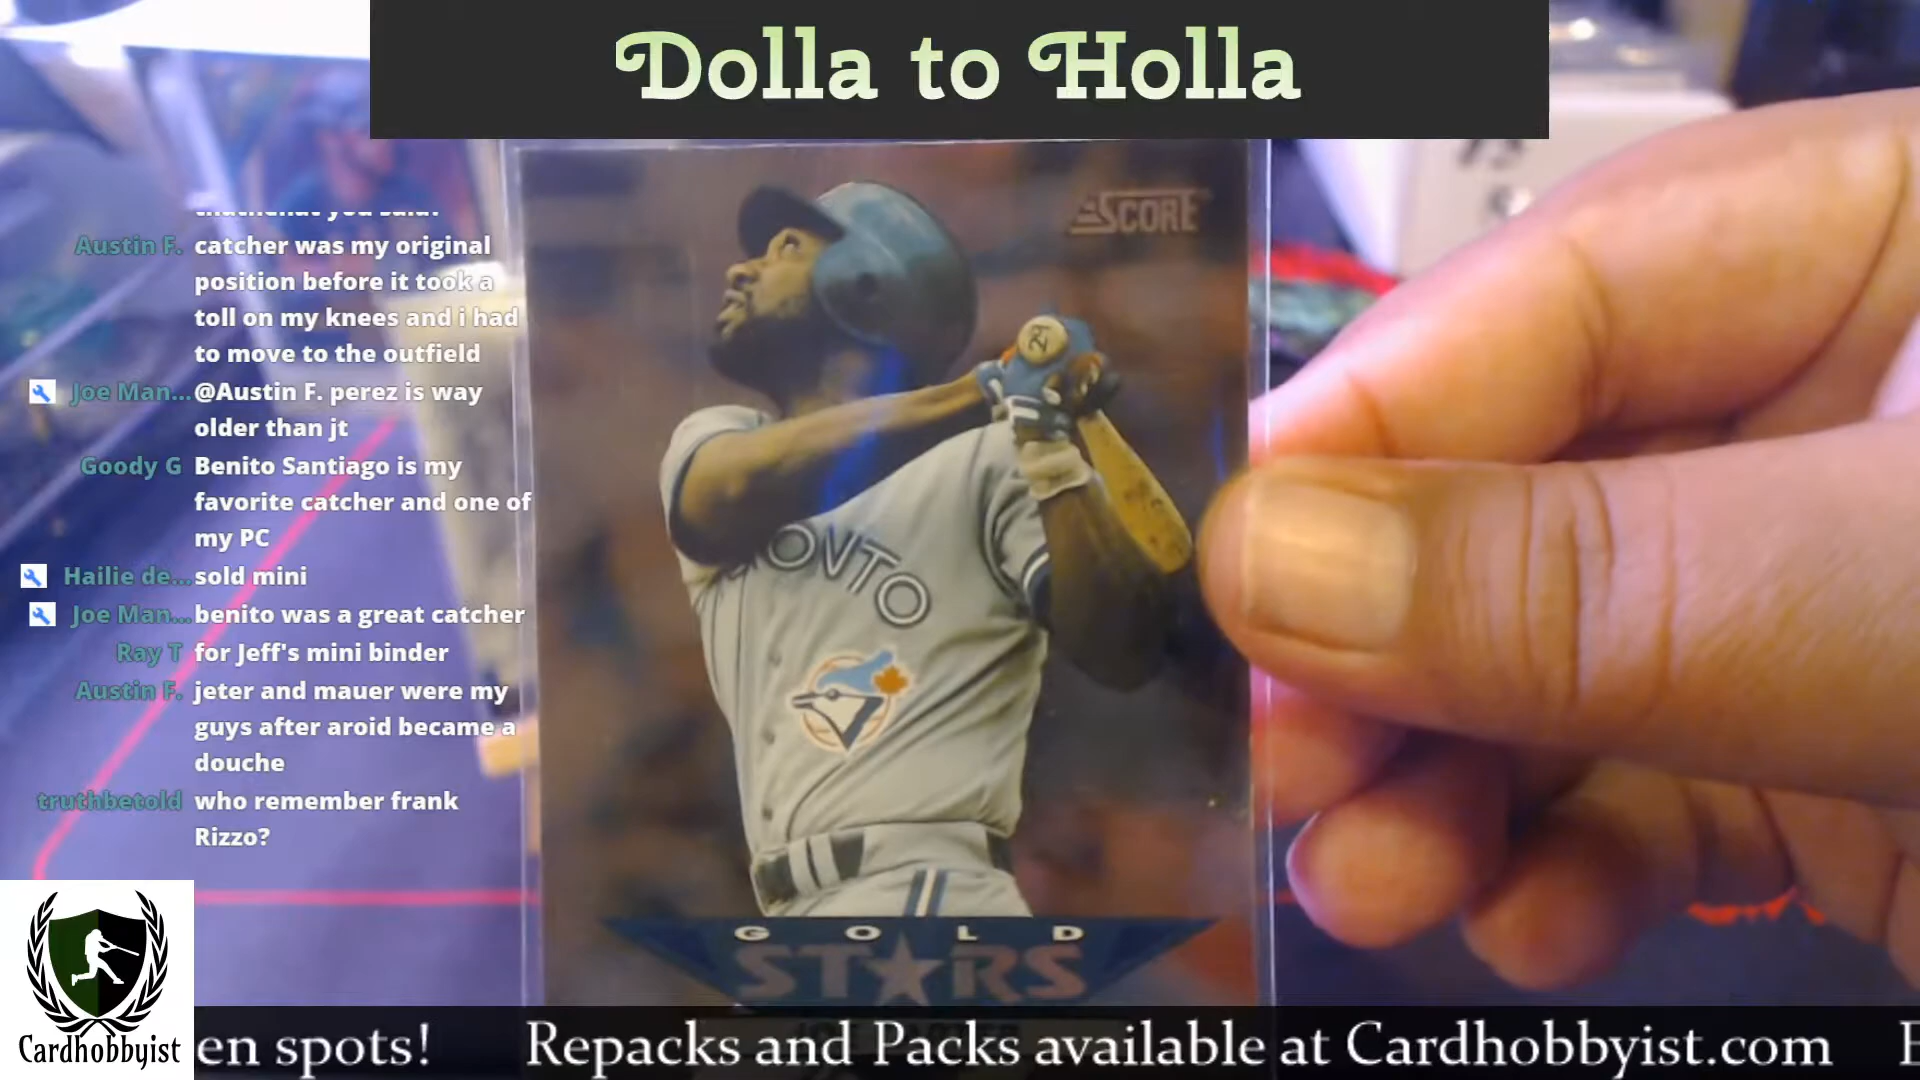 Dolla to Holla
SCORE
Austin F. catcher was my original
position before it took a
toll on my knees and i had
to move to the outfield
Joe Man... @Austin F. perez is way
older than jt
Goody G Benito Santiago is my
favorite catcher and one of
my PC
Hailie de... sold mini
Joe Man... benito was a great catcher
Ray T for Jeff's mini binder
Austin F. jeter and mauer were my
guys after aroid became a
douche
truthbetold who remember frank
Rizzo?
29
ONTO
GOLD
STARS
Cardhobbyist
en spots! Repacks and Packs available at Cardhobbyist.com